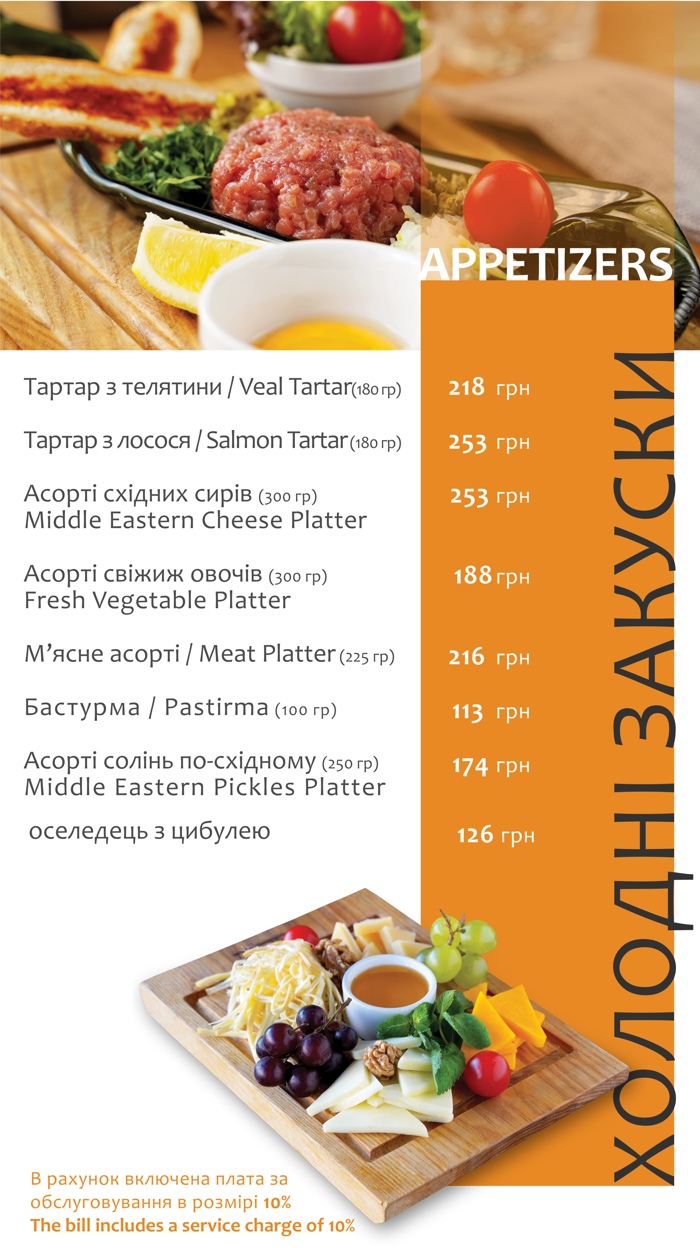 APPETIZERS
ХОЛОДНІ ЗАКУСКИ
Тартар з телятини / Veal Tartar(180 гр) 218 грн
Тартар з лосося / Salmon Tartar (180 гр) 253 грн
Асорті східних сирів (300 гр) 253 грн
Middle Eastern Cheese Platter
Асорті свіжиж овочів (300 гр) 188 грн
Fresh Vegetable Platter
М’ясне асорті / Meat Platter (225 гр) 216 грн
Бастурма / Pastirma (100 гр) 113 грн
Асорті солінь по-східному (250 гр) 174 грн
Middle Eastern Pickles Platter
оселедець з цибулею 126 грн
В рахунок включена плата за
обслуговування в розмірі 10%
The bill includes a service charge of 10%